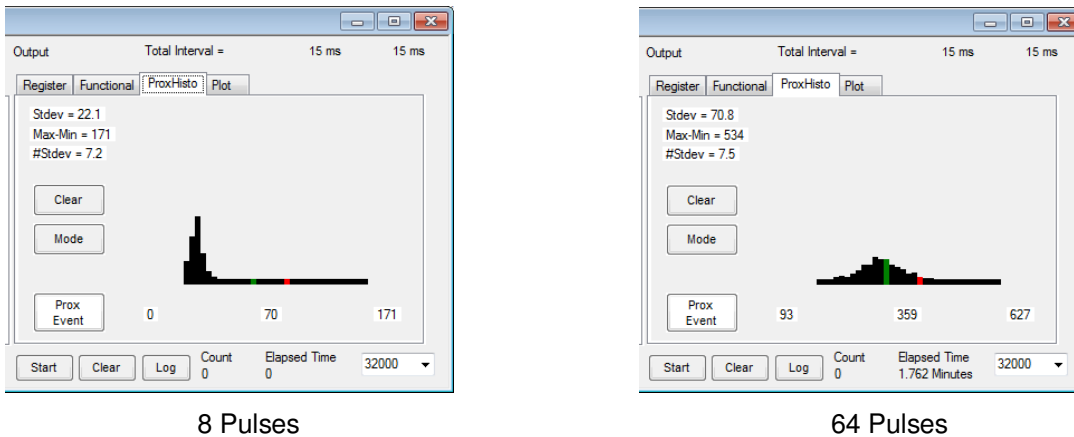 Output Total Interval = 15 ms 15 ms
Register Functional ProxHisto Plot
Stdev = 22.1
Max-Min = 171
#Stdev = 7.2
Clear
Mode
Prox
Event
0 70 171
Start Clear Log Count 0 Elapsed Time 0 32000
8 Pulses
Output Total Interval = 15 ms 15 ms
Register Functional ProxHisto Plot
Stdev = 70.8
Max-Min = 534
#Stdev = 7.5
Clear
Mode
Prox
Event
93 359 627
Start Clear Log Count 0 Elapsed Time 1.762 Minutes 32000
64 Pulses